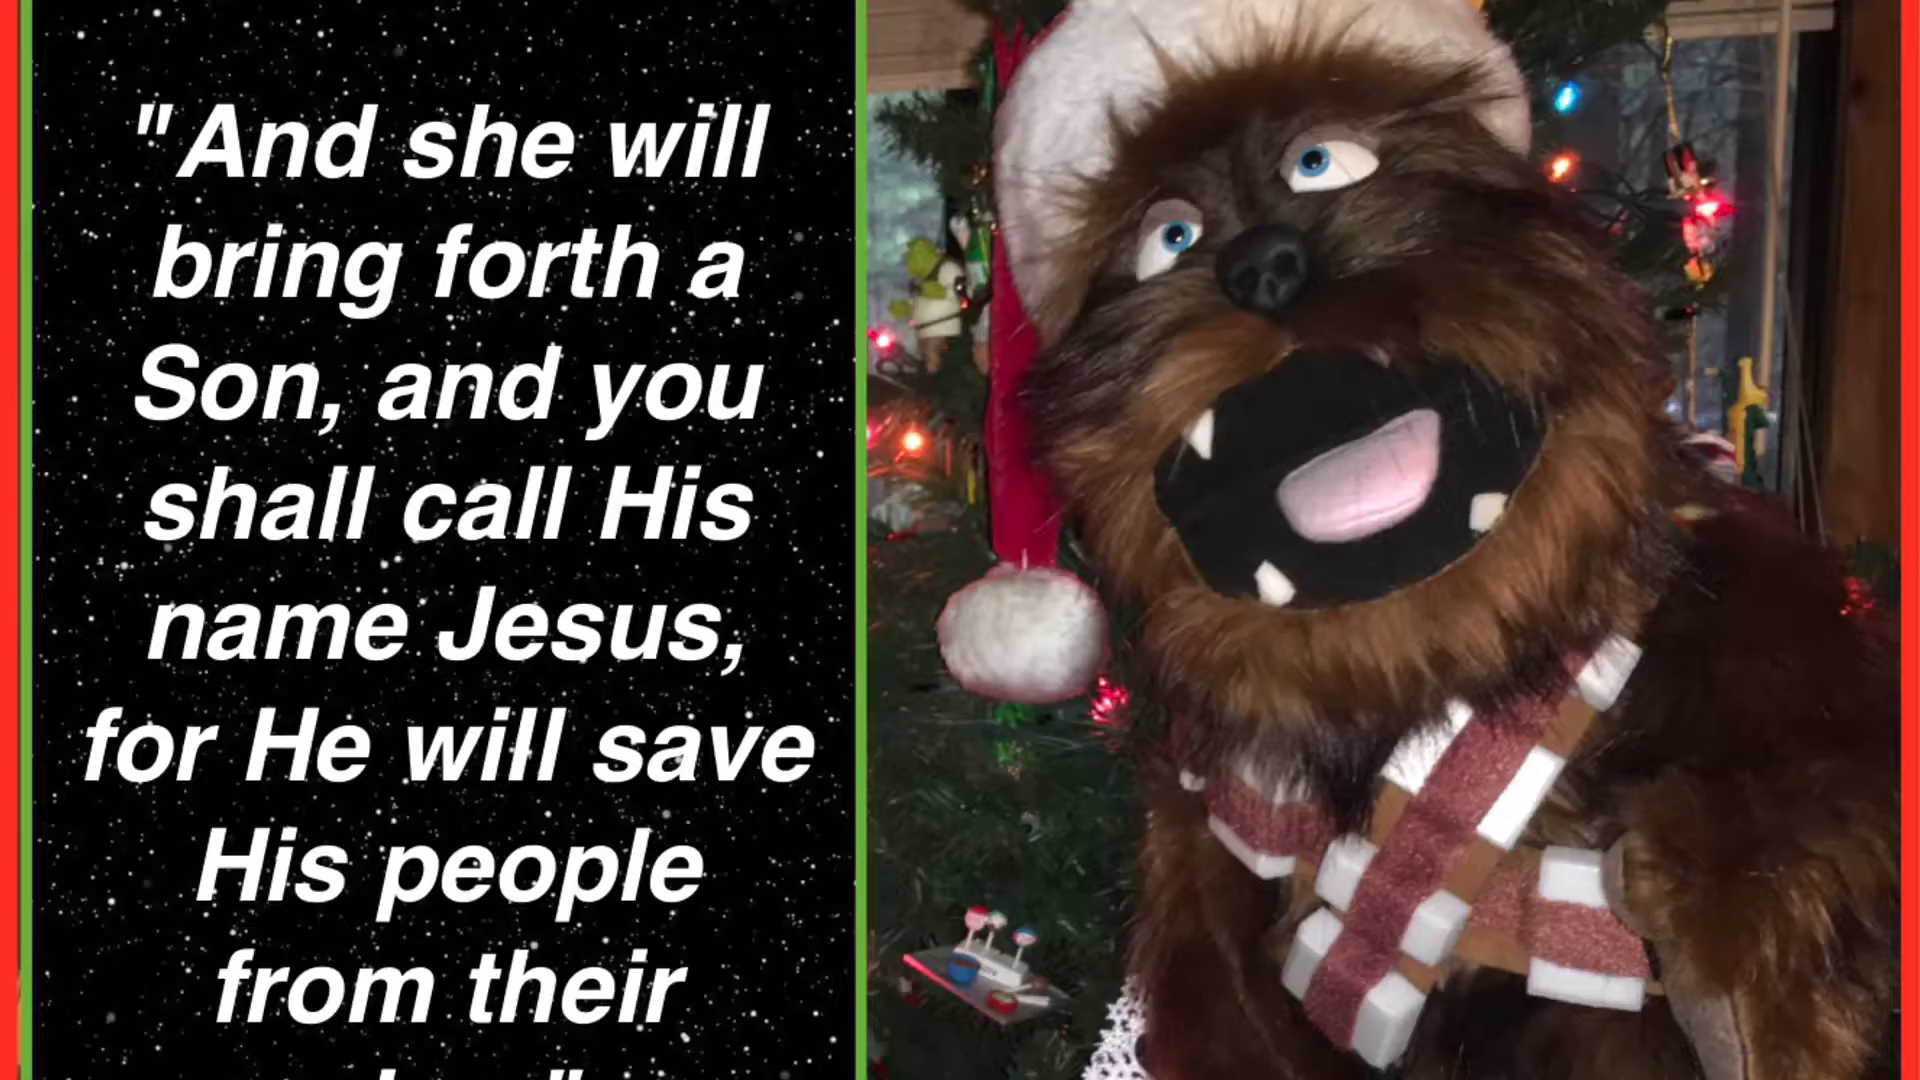 "And she will
bring forth a
Son, and you
shall call His
name Jesus,
for He will save
His people
from their